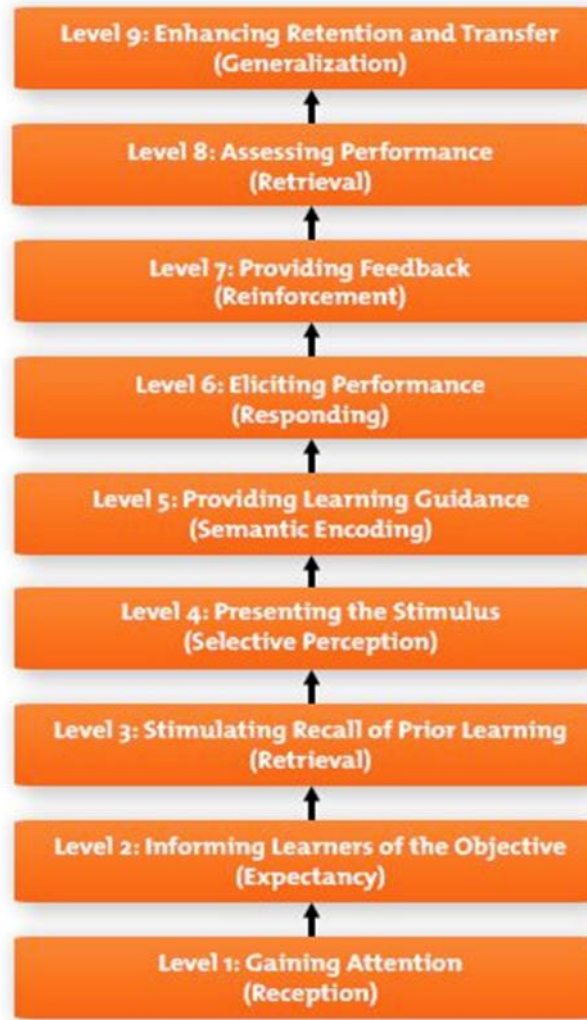 Level 9: Enhancing Retention and Transfer
(Generalization)
Level 8: Assessing Performance
(Retrieval)
Level 7: Providing Feedback
(Reinforcement)
Level 6: Eliciting Performance
(Responding)
Level 5: Providing Learning Guidance
(Semantic Encoding)
Level 4: Presenting the Stimulus
(Selective Perception)
Level 3: Stimulating Recall of Prior Learning
(Retrieval)
Level 2: Informing Learners of the Objective
(Expectancy)
Level 1: Gaining Attention
(Reception)